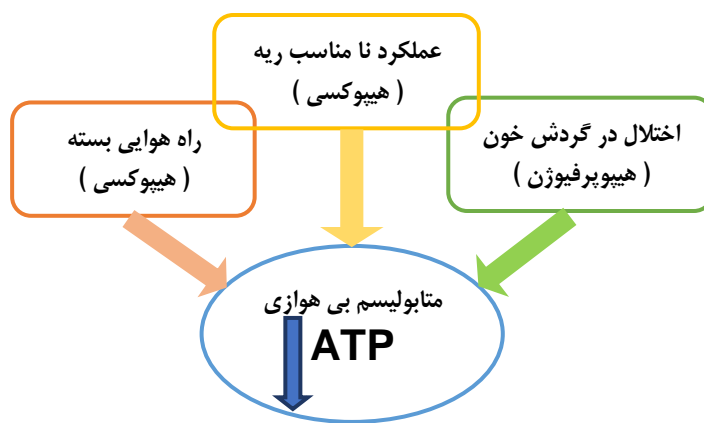 عملکرد نا مناسب ریه
( هیپوکسی )
اختلال در گردش خون
( هیپوپرفیوژن )
راه هوایی بسته
( هیپوکسی )
متابولیسم بی هوازی
ATP